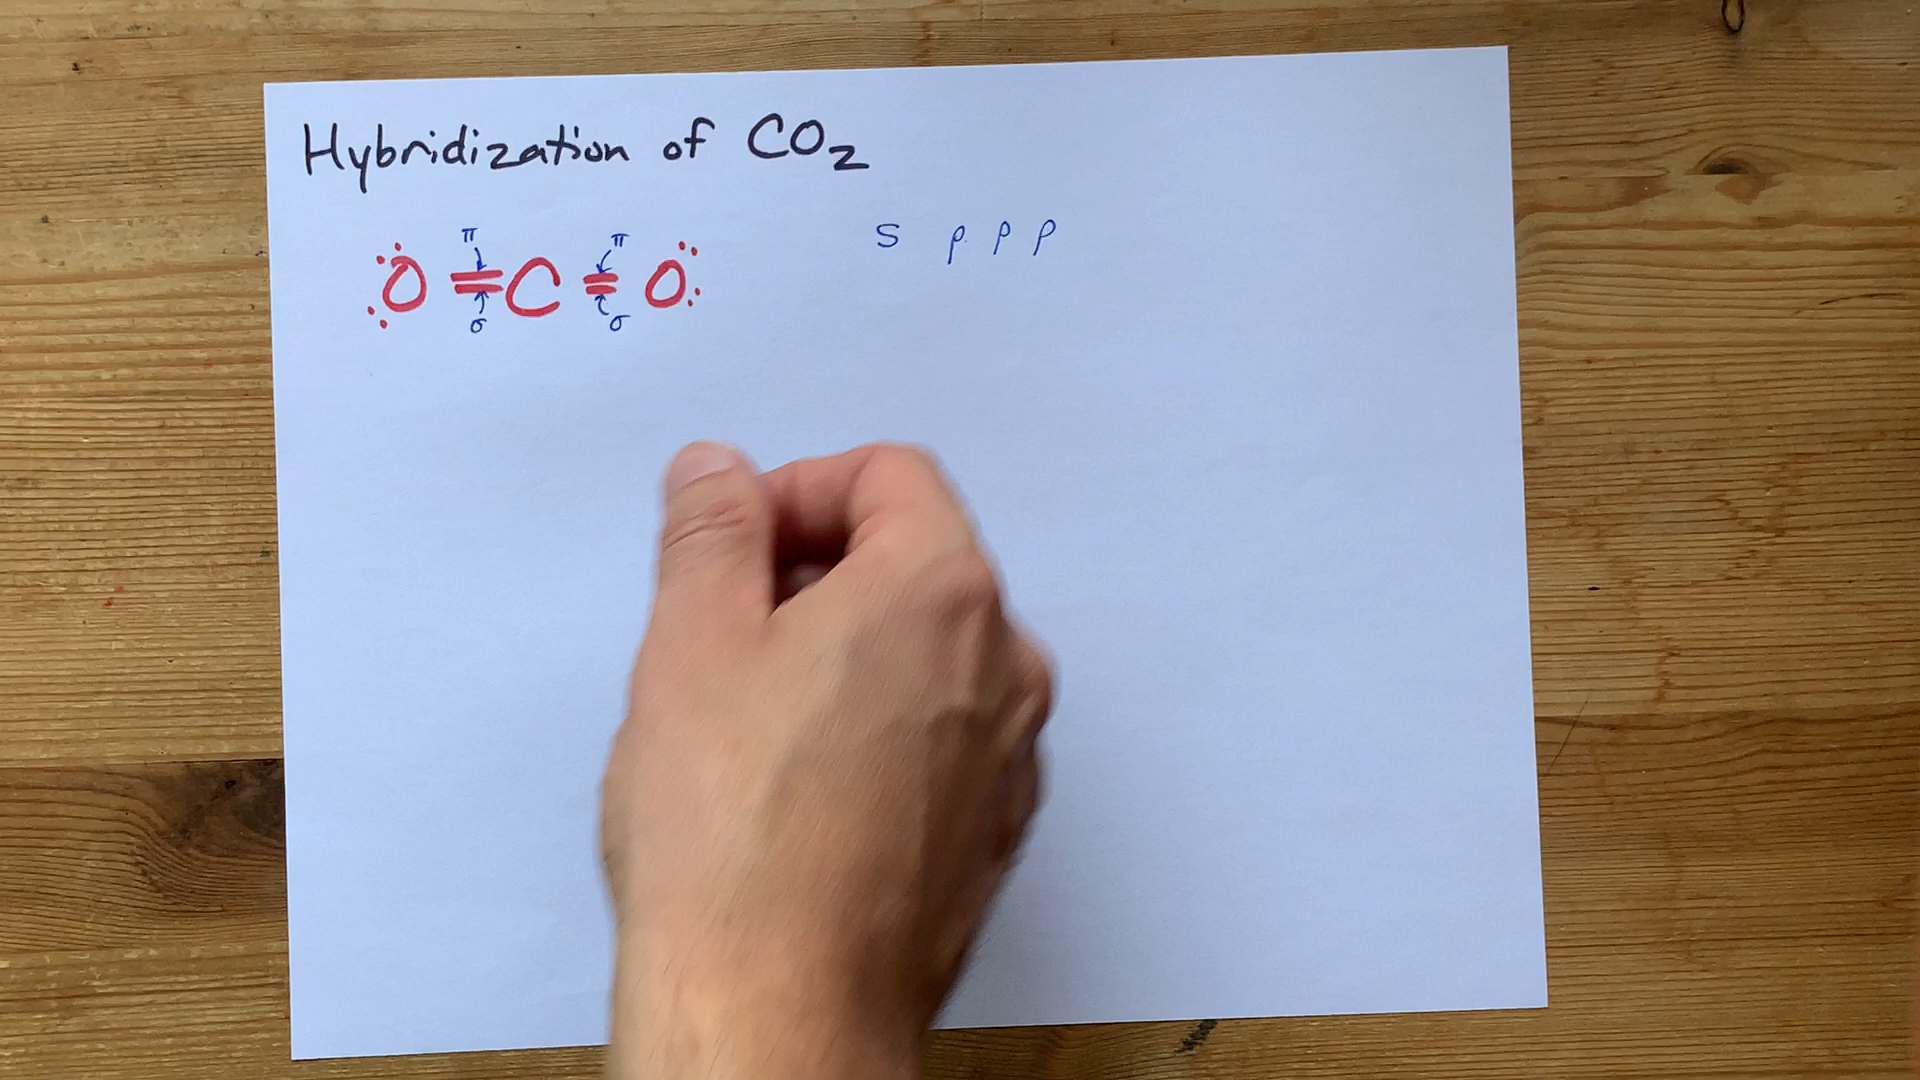 Hybridization of CO₂
π π
S p p p
O = C = O
σ σ